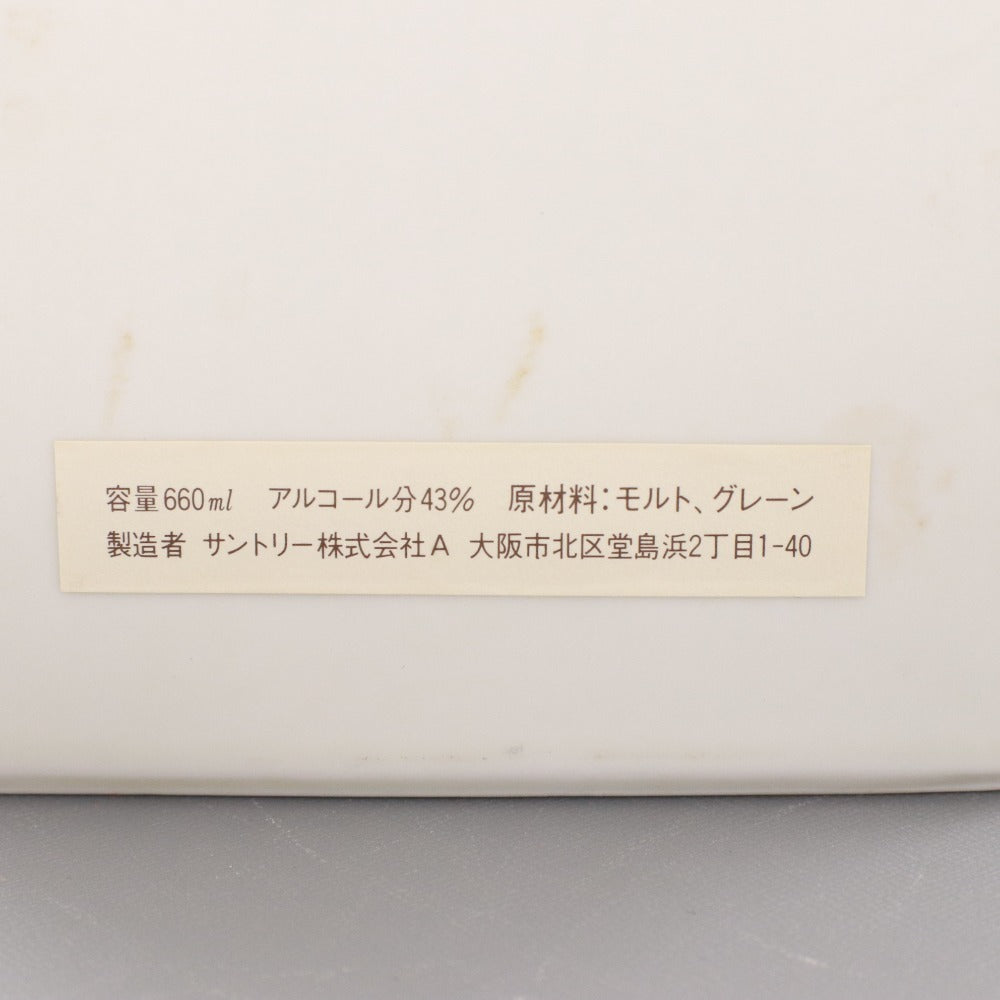 容量660ml アルコール分43% 原材料:モルト、グレーン
製造者 サントリー株式会社A 大阪市北区堂島浜2丁目1-40